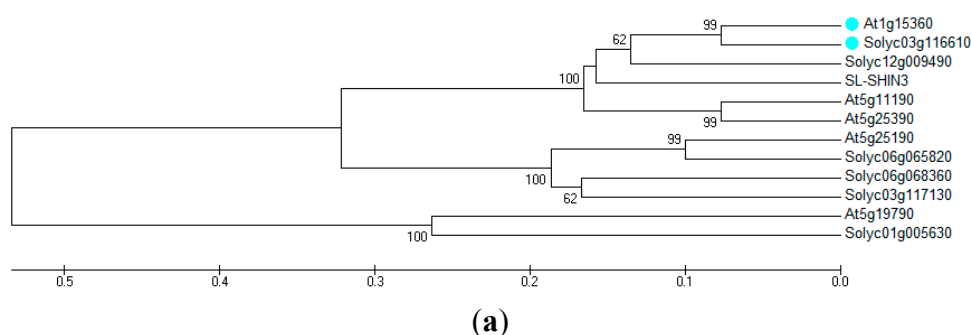 99
At1g15360
Solyc03g116610
62
Solyc12g009490
100
SL-SHIN3
At5g11190
99
At5g25390
99
At5g25190
Solyc06g065820
100
Solyc06g068360
62
Solyc03g117130
At5g19790
100
Solyc01g005630
0.5 0.4 0.3 0.2 0.1 0.0
(a)